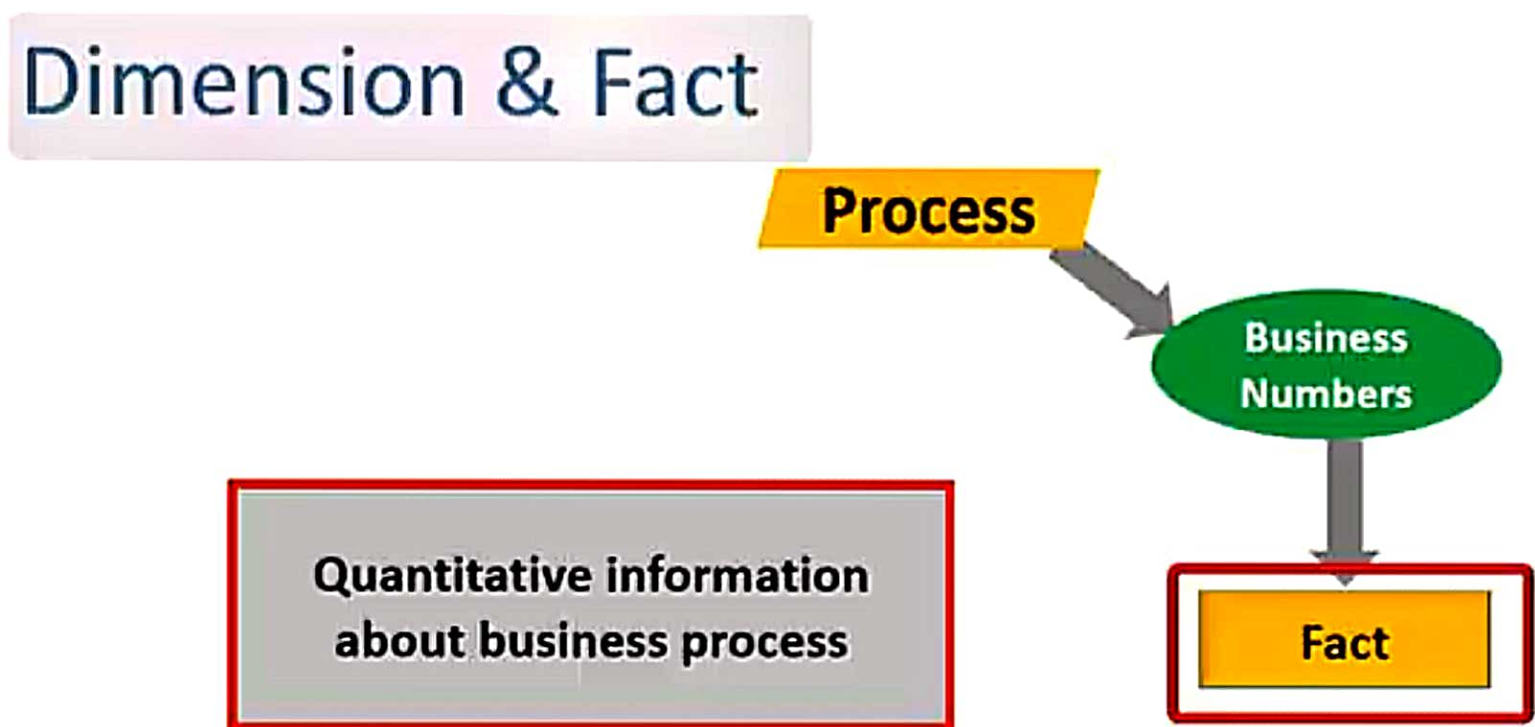 Dimension & Fact
Process
Business
Numbers
Quantitative information
about business process
Fact